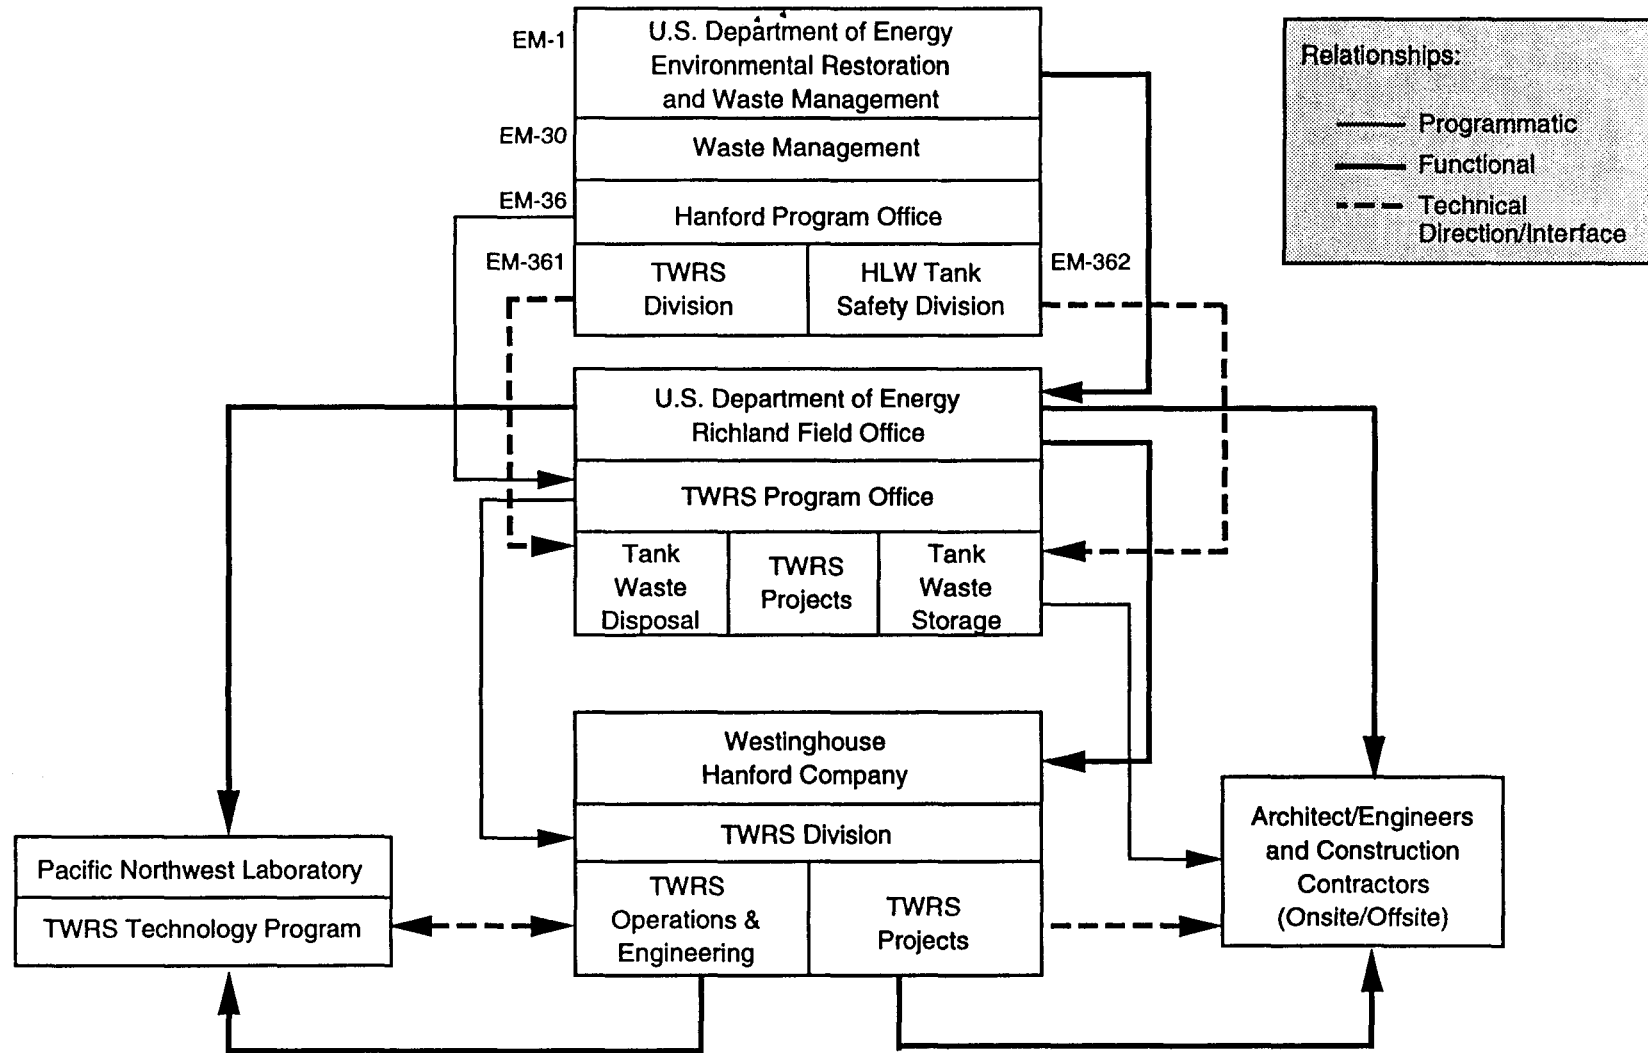 EM-1
U.S. Department of Energy
Environmental Restoration
and Waste Management
EM-30
Waste Management
EM-36
Hanford Program Office
EM-361
TWRS
Division
HLW Tank
Safety Division
EM-362
Relationships:
Programmatic
Functional
Technical
Direction/Interface
U.S. Department of Energy
Richland Field Office
TWRS Program Office
Tank
Waste
Disposal
TWRS
Projects
Tank
Waste
Storage
Westinghouse
Hanford Company
TWRS Division
TWRS
Operations &
Engineering
TWRS
Projects
Pacific Northwest Laboratory
TWRS Technology Program
Architect/Engineers
and Construction
Contractors
(Onsite/Offsite)